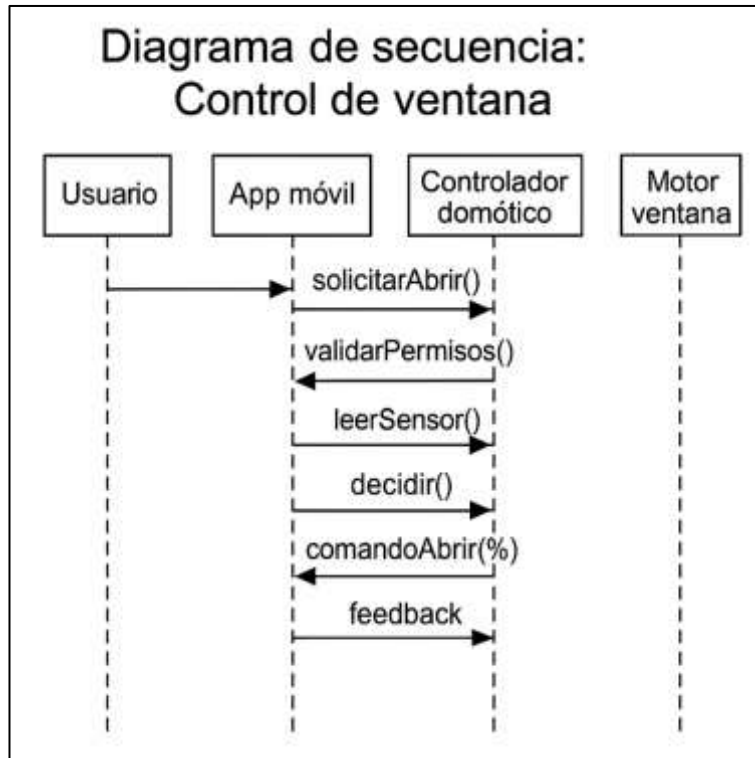 Diagrama de secuencia:
Control de ventana
Usuario
App móvil
Controlador
domótico
Motor
ventana
solicitarAbrir()
validarPermisos()
leerSensor()
decidir()
comandoAbrir(%)
feedback